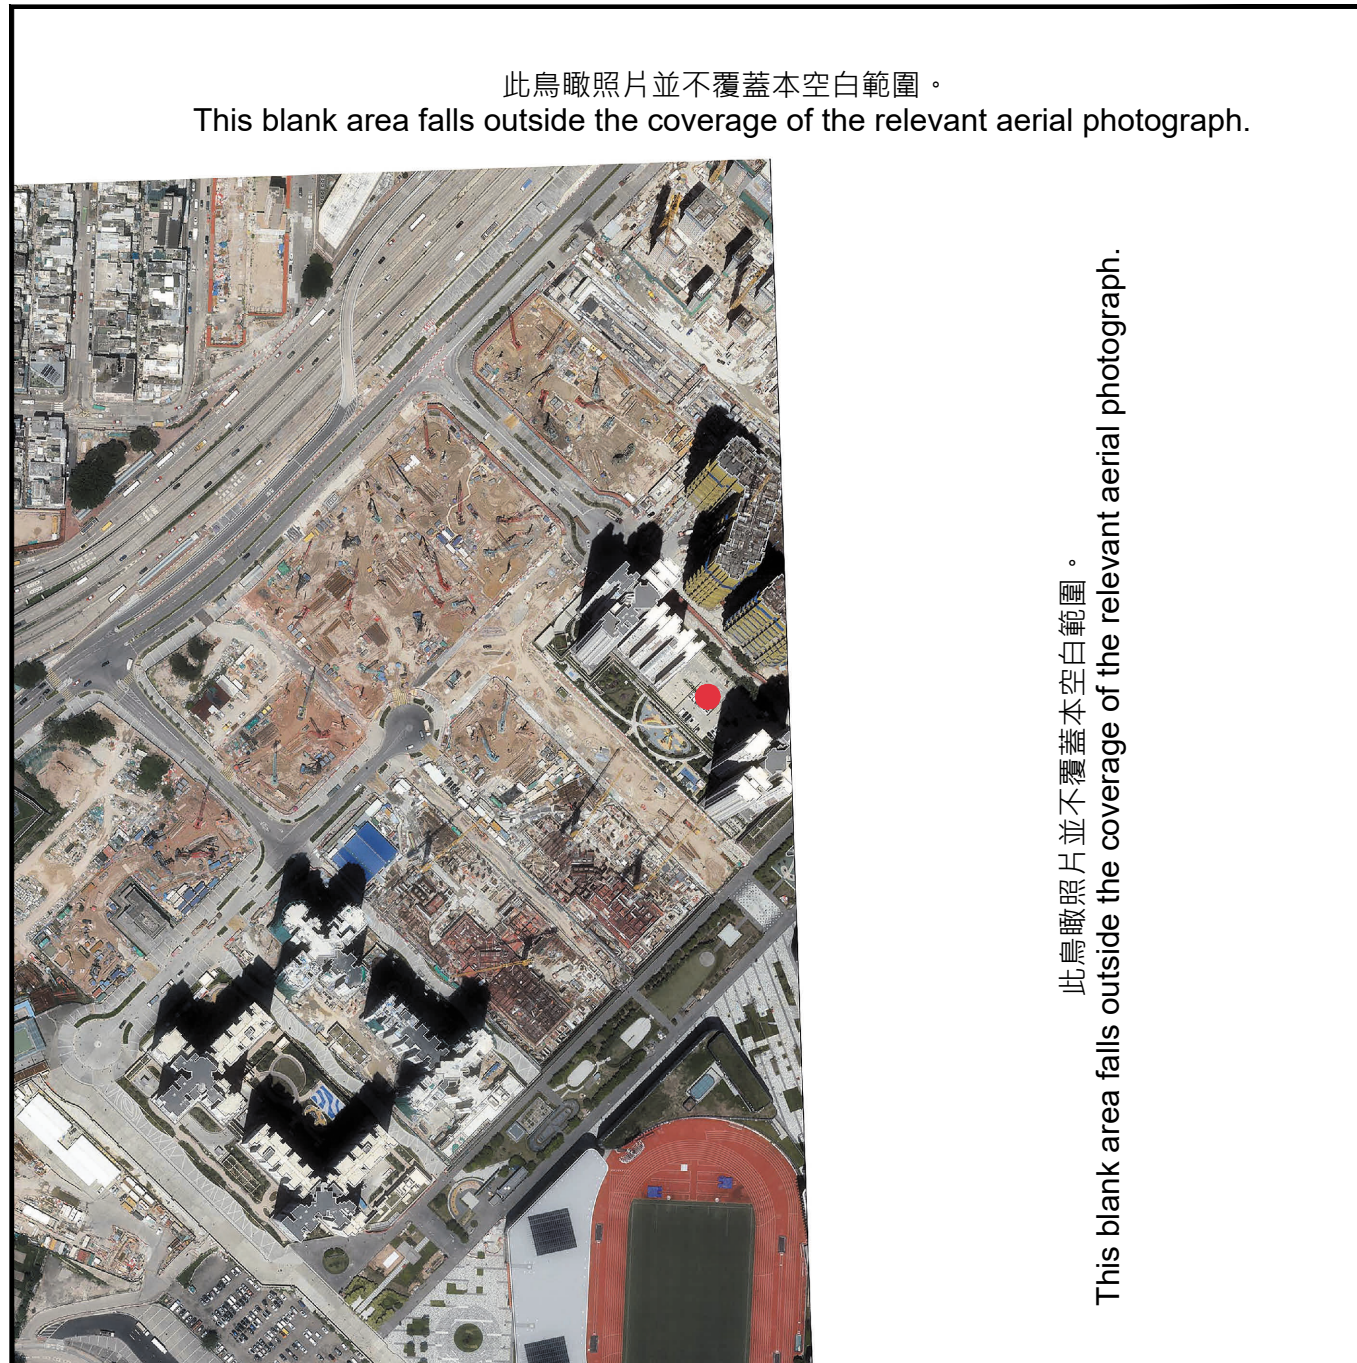 此鳥瞰照片並不覆蓋本空白範圍。
This blank area falls outside the coverage of the relevant aerial photograph.
此鳥瞰照片並不覆蓋本空白範圍。
This blank area falls outside the coverage of the relevant aerial photograph.